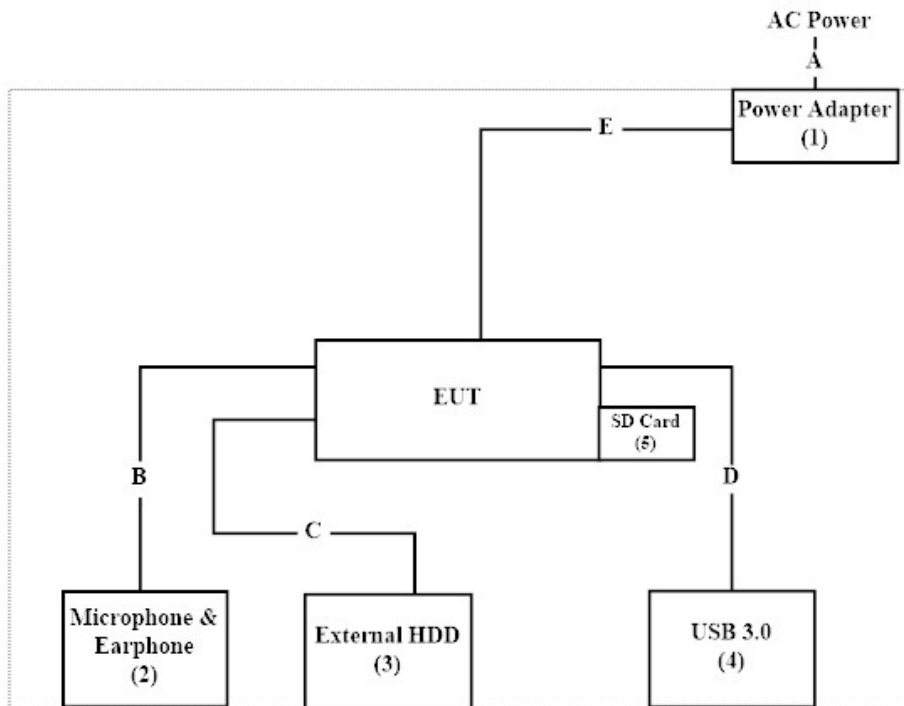 AC Power
A
Power Adapter
(1)
E
EUT
SD Card
(5)
B
D
C
Microphone &
Earphone
(2)
External HDD
(3)
USB 3.0
(4)